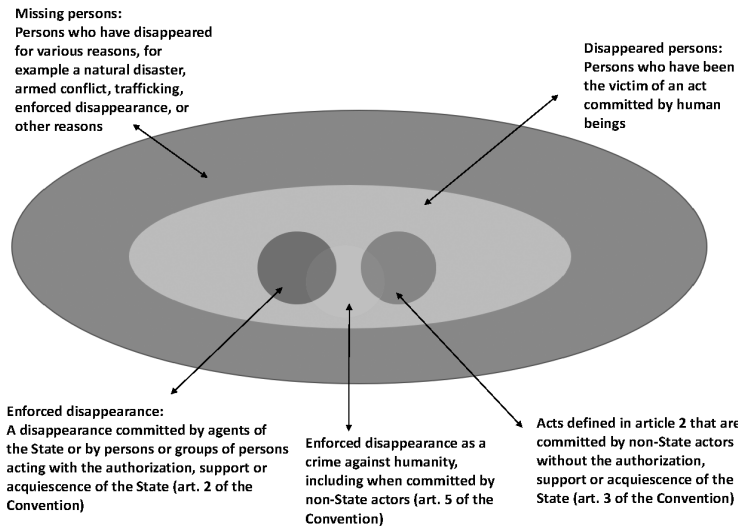 Missing persons:
Persons who have disappeared
for various reasons, for
example a natural disaster,
armed conflict, trafficking,
enforced disappearance, or
other reasons
Disappeared persons:
Persons who have been
the victim of an act
committed by human
beings
Enforced disappearance:
A disappearance committed by agents of
the State or by persons or groups of persons
acting with the authorization, support or
acquiescence of the State (art. 2 of the
Convention)
Enforced disappearance as a
crime against humanity,
including when committed by
non-State actors (art. 5 of the
Convention)
Acts defined in article 2 that are
committed by non-State actors
without the authorization,
support or acquiescence of the
State (art. 3 of the Convention)